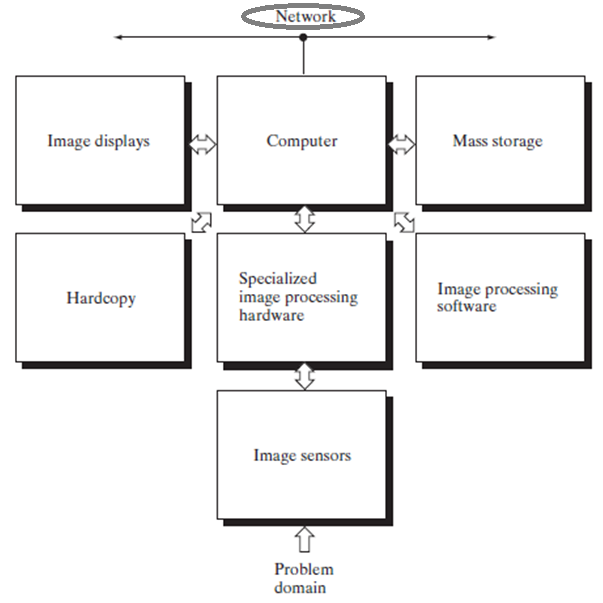 Network
Image displays
Computer
Mass storage
Hardcopy
Specialized
image processing
hardware
Image processing
software
Image sensors
Problem
domain